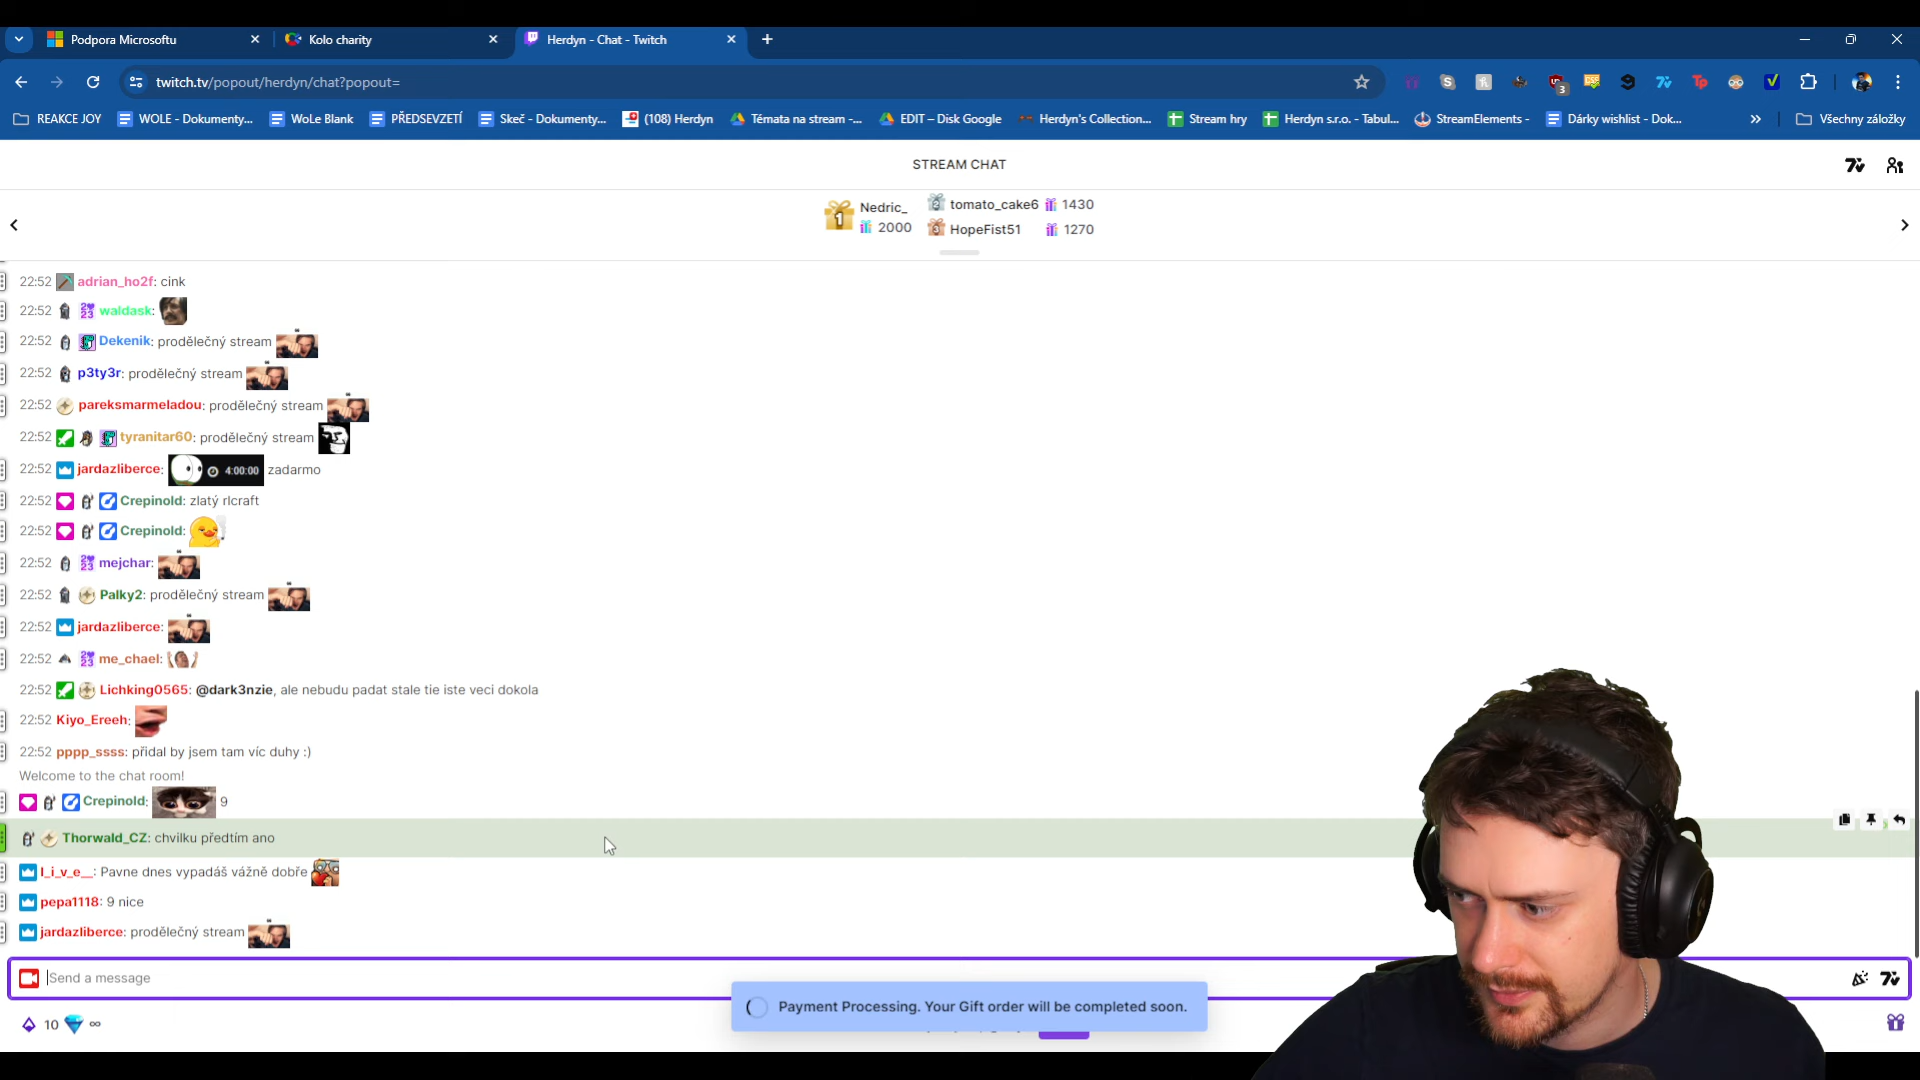 Podpora Microsoftu
Kolo charity
Herdyn - Chat - Twitch
twitch.tv/popout/herdyn/chat?popout=
3
REAKCE JOY
WOLE - Dokumenty...
WoLe Blank
PŘEDSEVZETÍ
Skeč - Dokumenty...
(108) Herdyn
Témata na stream -...
EDIT – Disk Google
Herdyn's Collection...
Stream hry
Herdyn s.r.o. - Tabul...
StreamElements -
Dárky wishlist - Dok...
Všechny záložky
STREAM CHAT
1 Nedric_ 2000
2 tomato_cake6 1430
3 HopeFist51 1270
22:52 adrian_ho2f: cink
22:52 waldask:
22:52 Dekenik: prodělečný stream
22:52 p3ty3r: prodělečný stream
22:52 pareksmarmeladou: prodělečný stream
22:52 tyranitar60: prodělečný stream
22:52 jardazliberce: 4:00:00 zadarmo
22:52 Crepinold: zlatý rlcraft
22:52 Crepinold:
22:52 mejchar:
22:52 Palky2: prodělečný stream
22:52 jardazliberce:
22:52 me_chael:
22:52 Lichking0565: @dark3nzie, ale nebudu padat stale tie iste veci dokola
22:52 Kiyo_Ereeh:
22:52 pppp_ssss: přidal by jsem tam víc duhy :)
Welcome to the chat room!
Crepinold: 9
Thorwald_CZ: chvilku předtím ano
l_i_v_e__: Pavne dnes vypadáš vážně dobře
pepa1118: 9 nice
jardazliberce: prodělečný stream
Send a message
Payment Processing. Your Gift order will be completed soon.
10 ∞